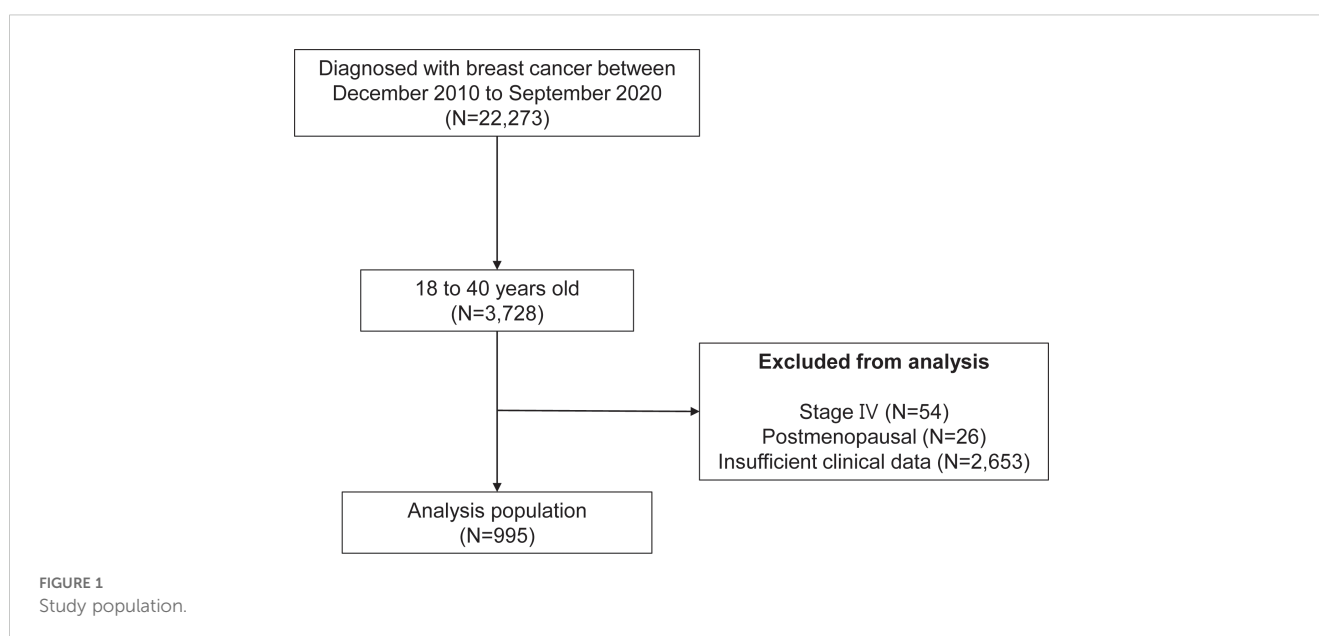 Diagnosed with breast cancer between
December 2010 to September 2020
(N=22,273)
18 to 40 years old
(N=3,728)
Excluded from analysis
Stage Ⅳ (N=54)
Postmenopausal (N=26)
Insufficient clinical data (N=2,653)
Analysis population
(N=995)
FIGURE 1
Study population.